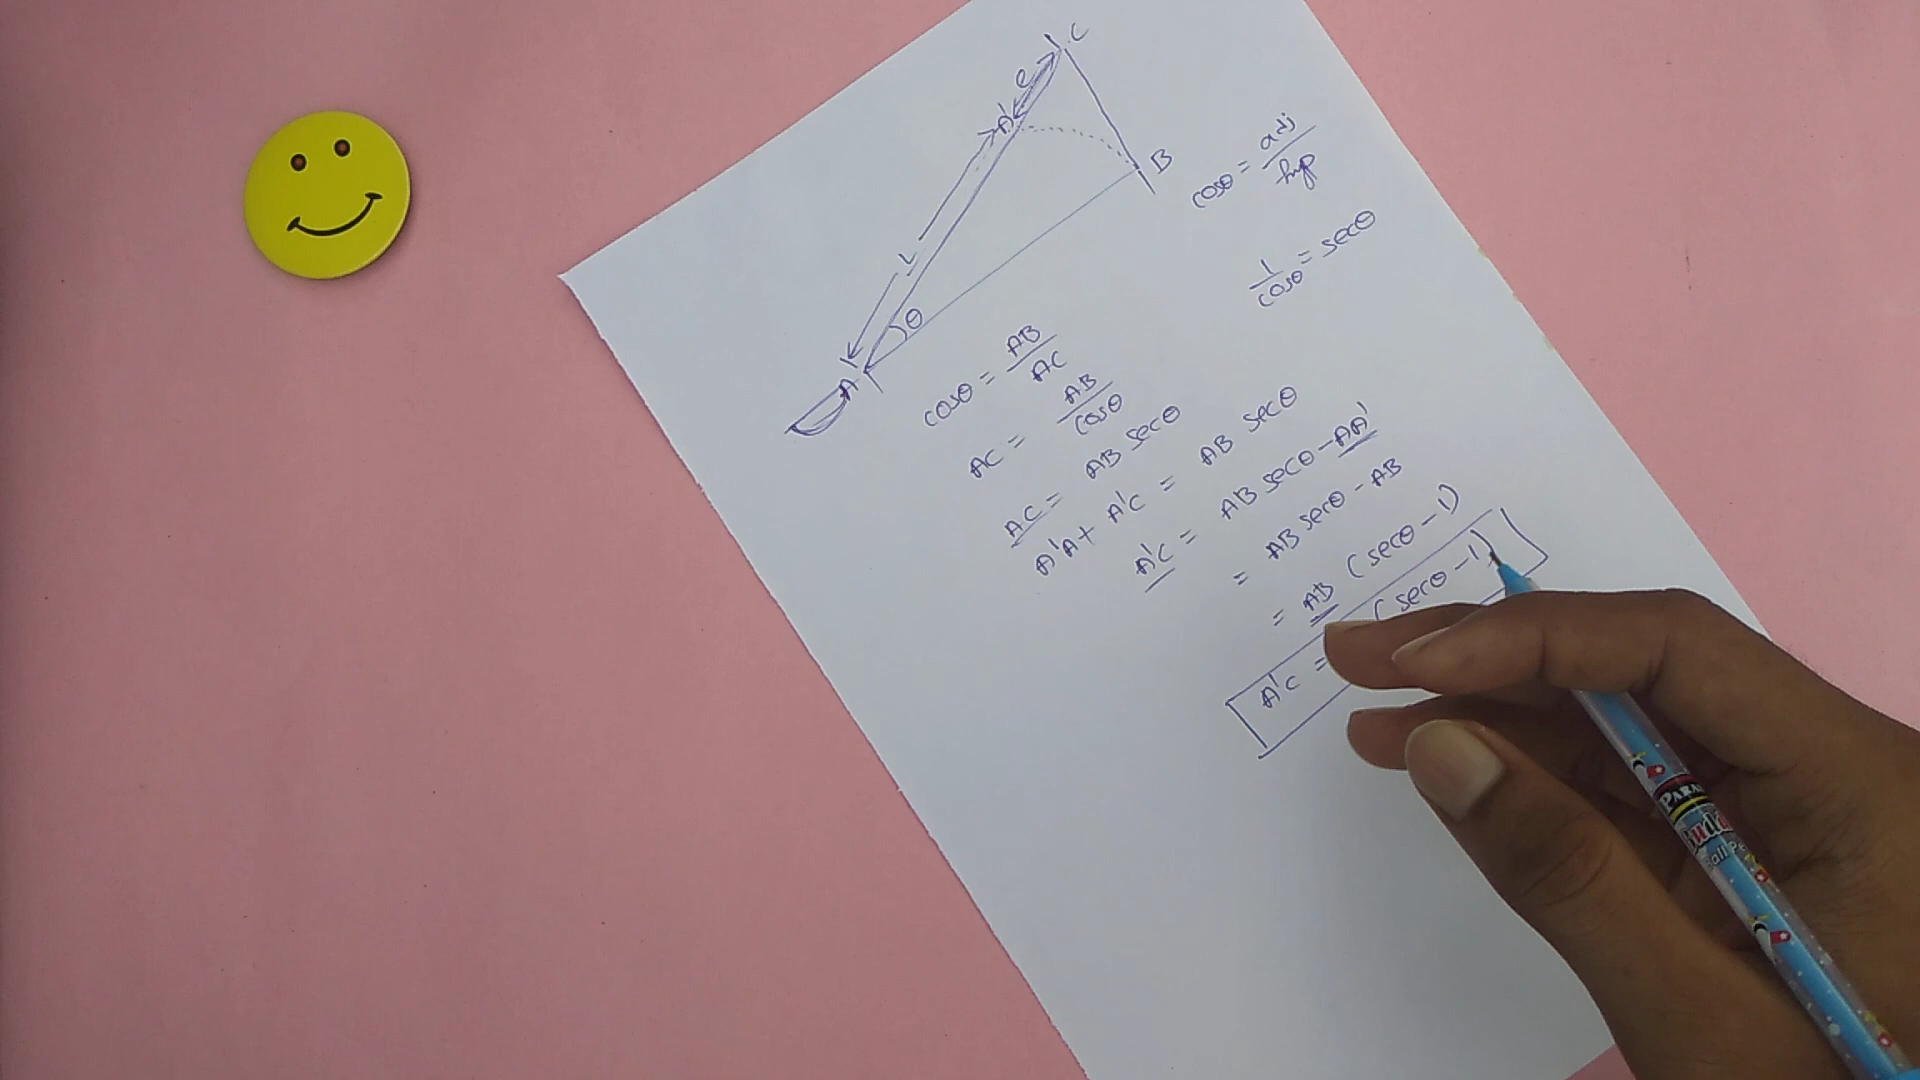 C
e
A'
B
L
θ
A
cosθ = adj/hyp
1/cosθ = secθ
cosθ = AB/AC
AC = AB/cosθ
AC = AB secθ
A'A + A'C = AB secθ
A'C = AB secθ - AA'
= AB secθ - AB
= AB (secθ - 1)
A'C = (secθ - 1)